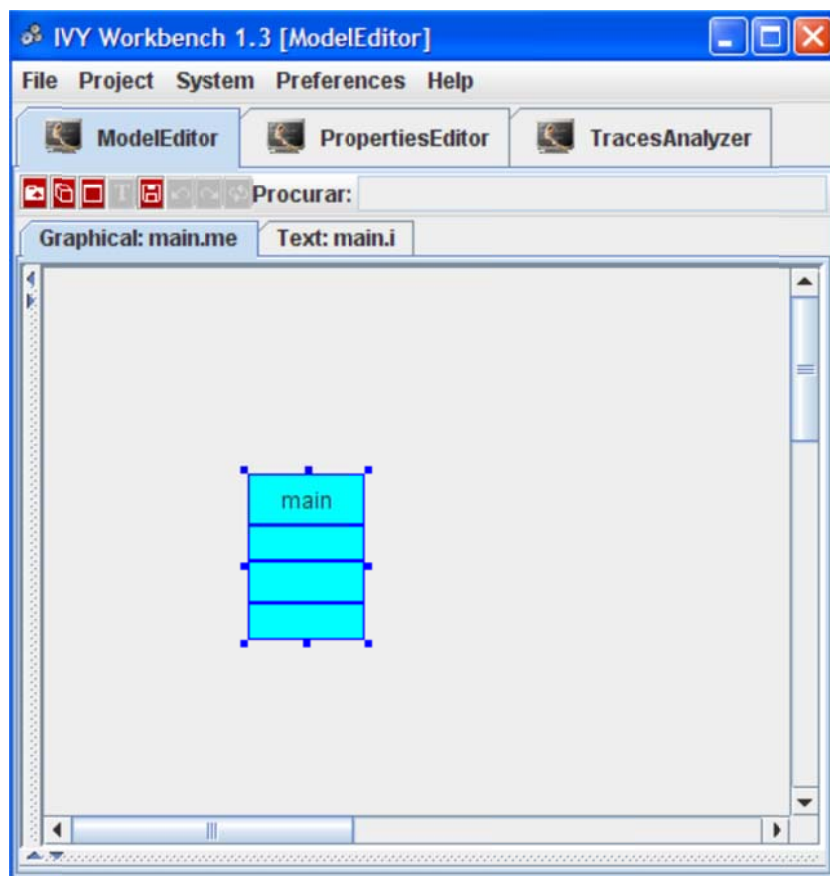 IVY Workbench 1.3 [ModelEditor]
File Project System Preferences Help
ModelEditor PropertiesEditor TracesAnalyzer
T Procurar:
Graphical: main.me Text: main.i
main